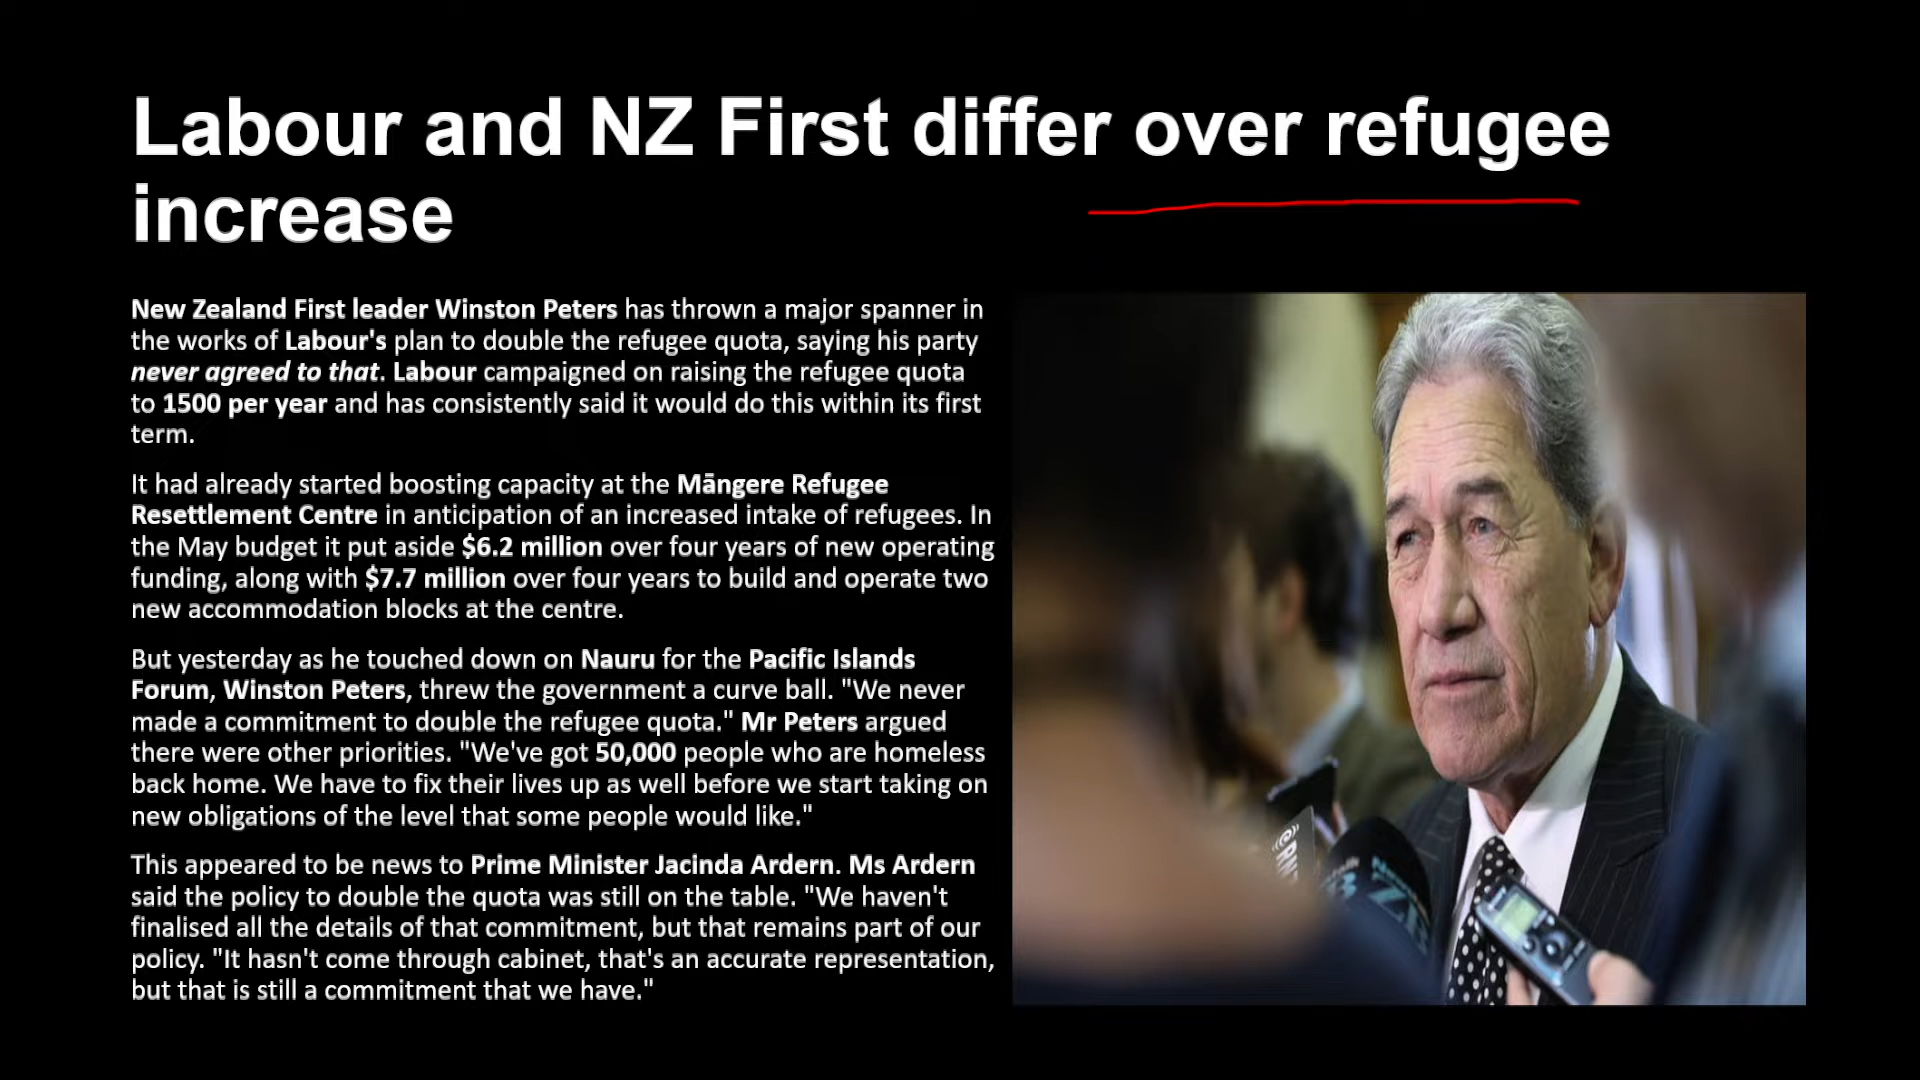 Labour and NZ First differ over refugee
increase
New Zealand First leader Winston Peters has thrown a major spanner in
the works of Labour's plan to double the refugee quota, saying his party
never agreed to that. Labour campaigned on raising the refugee quota
to 1500 per year and has consistently said it would do this within its first
term.
It had already started boosting capacity at the Māngere Refugee
Resettlement Centre in anticipation of an increased intake of refugees. In
the May budget it put aside $6.2 million over four years of new operating
funding, along with $7.7 million over four years to build and operate two
new accommodation blocks at the centre.
But yesterday as he touched down on Nauru for the Pacific Islands
Forum, Winston Peters, threw the government a curve ball. "We never
made a commitment to double the refugee quota." Mr Peters argued
there were other priorities. "We've got 50,000 people who are homeless
back home. We have to fix their lives up as well before we start taking on
new obligations of the level that some people would like."
This appeared to be news to Prime Minister Jacinda Ardern. Ms Ardern
said the policy to double the quota was still on the table. "We haven't
finalised all the details of that commitment, but that remains part of our
policy. "It hasn't come through cabinet, that's an accurate representation,
but that is still a commitment that we have."